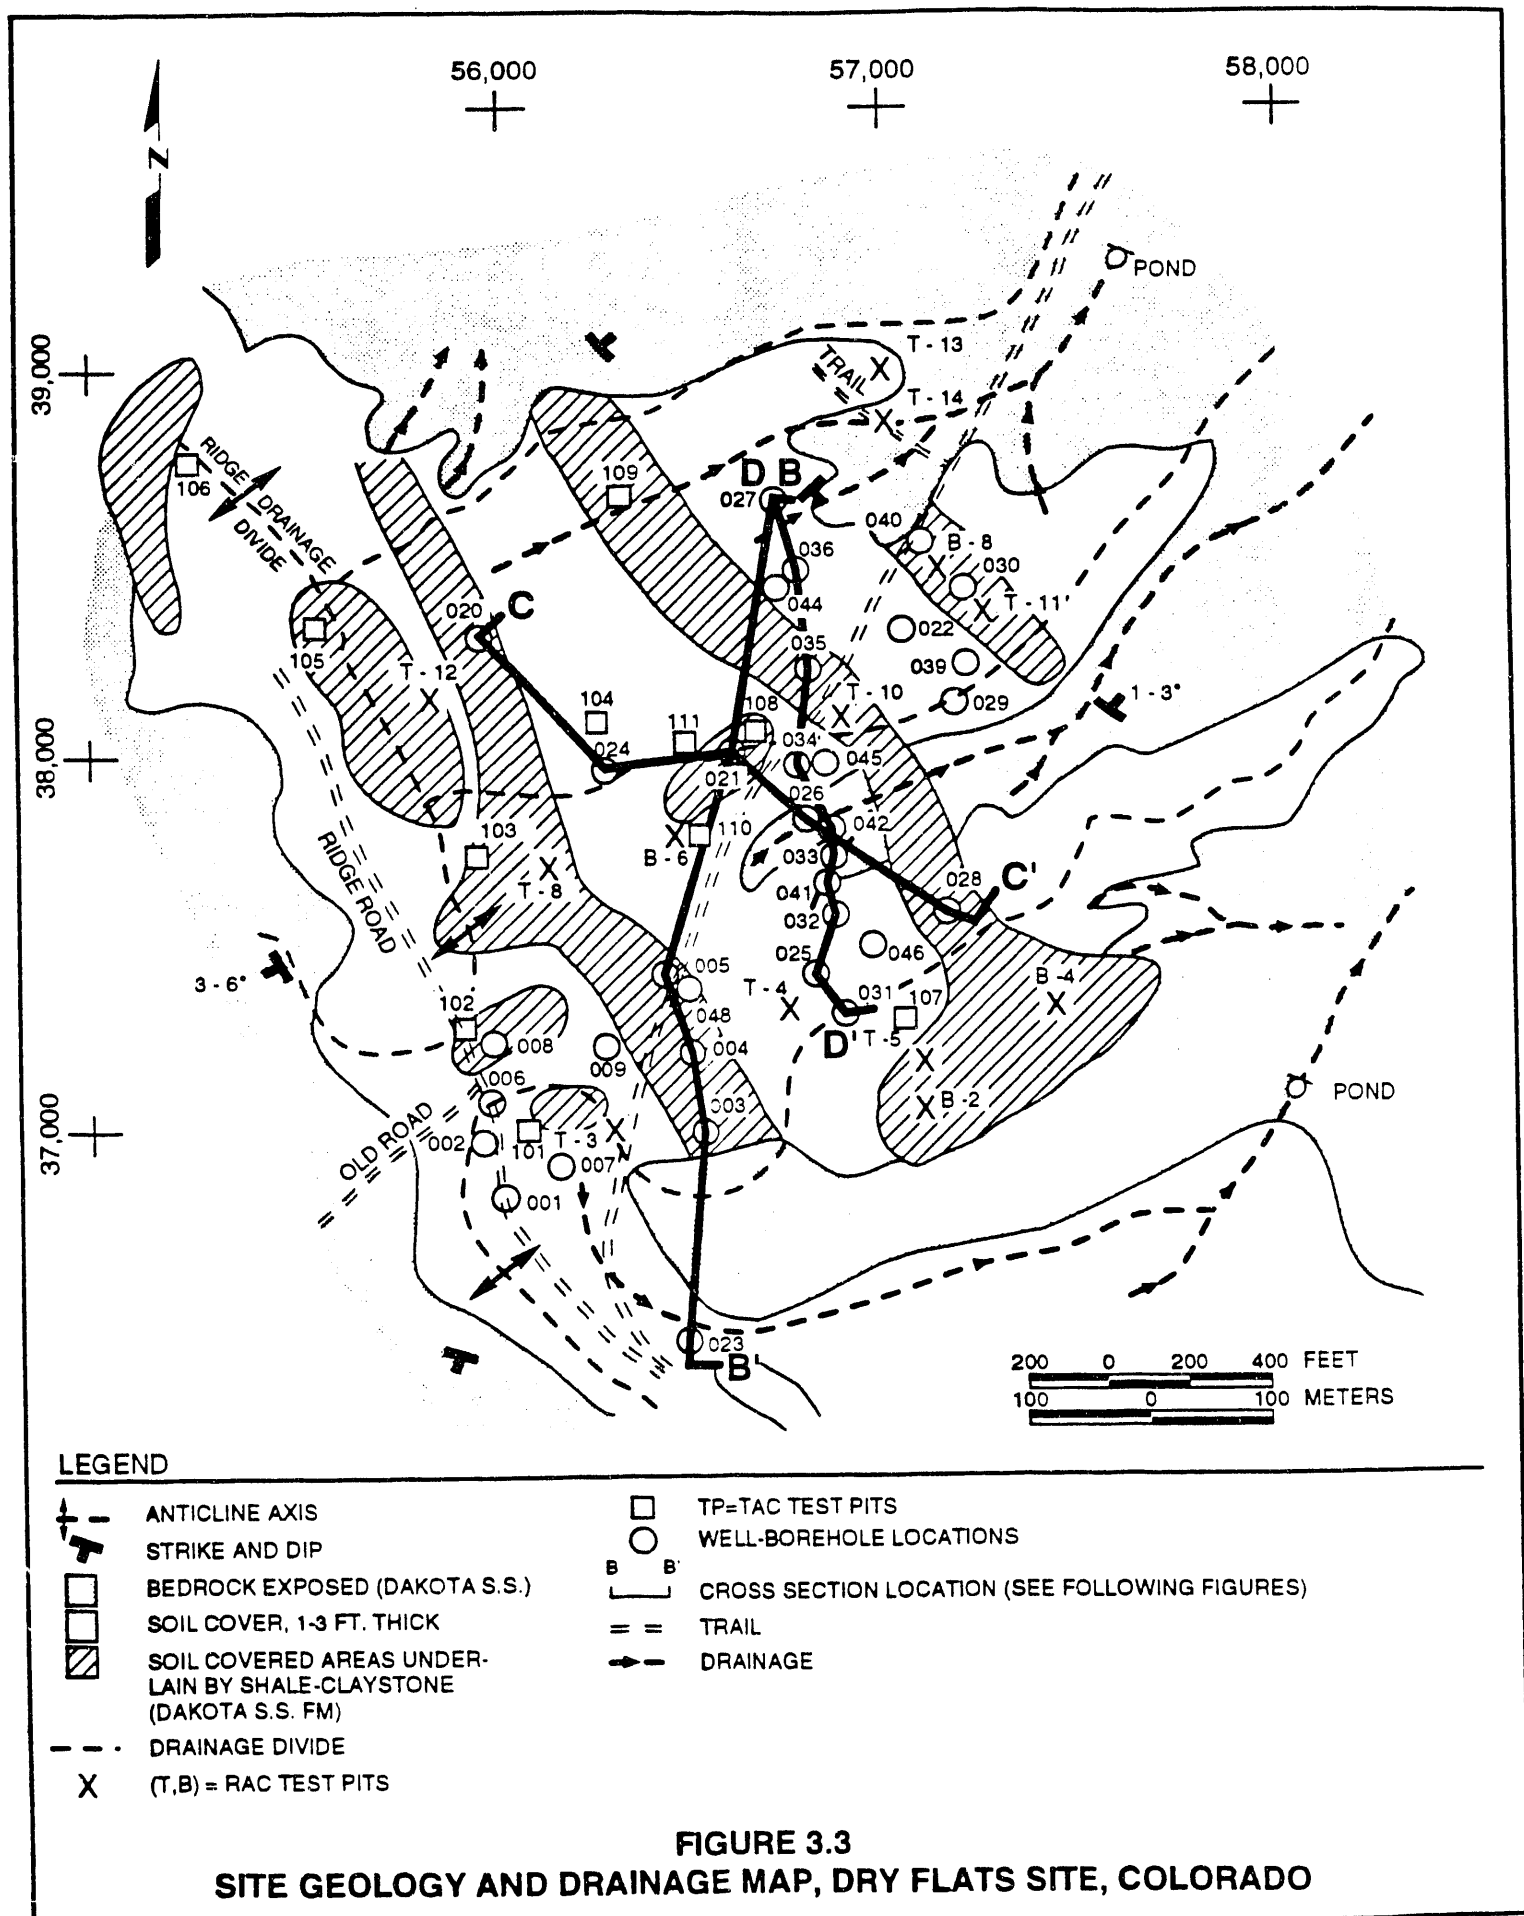 56,000
57,000
58,000
N
POND
39,000
T - 13
TRAIL
T - 14
RIDGE DRAINAGE
DIVIDE
106
109
D B
027
040
B - 8
036
030
044
T - 11'
020
C
022
105
035
039
T - 12
104
T - 10
029
1 - 3°
108
111
38,000
024
034
045
021
026
042
103
110
B - 6
033
RIDGE ROAD
T - 8
041
028
C'
032
046
3 - 6°
005
025
T - 4
B - 4
102
031
107
048
D'
T - 5
008
004
009
006
POND
B - 2
37,000
003
OLD ROAD
002
101
T - 3
007
001
023
B'
200 0 200 400 FEET
100 0 100 METERS
LEGEND
ANTICLINE AXIS
STRIKE AND DIP
BEDROCK EXPOSED (DAKOTA S.S.)
SOIL COVER, 1-3 FT. THICK
SOIL COVERED AREAS UNDER-
LAIN BY SHALE-CLAYSTONE
(DAKOTA S.S. FM)
DRAINAGE DIVIDE
X (T,B) = RAC TEST PITS
TP=TAC TEST PITS
WELL-BOREHOLE LOCATIONS
B B'
CROSS SECTION LOCATION (SEE FOLLOWING FIGURES)
TRAIL
DRAINAGE
FIGURE 3.3
SITE GEOLOGY AND DRAINAGE MAP, DRY FLATS SITE, COLORADO